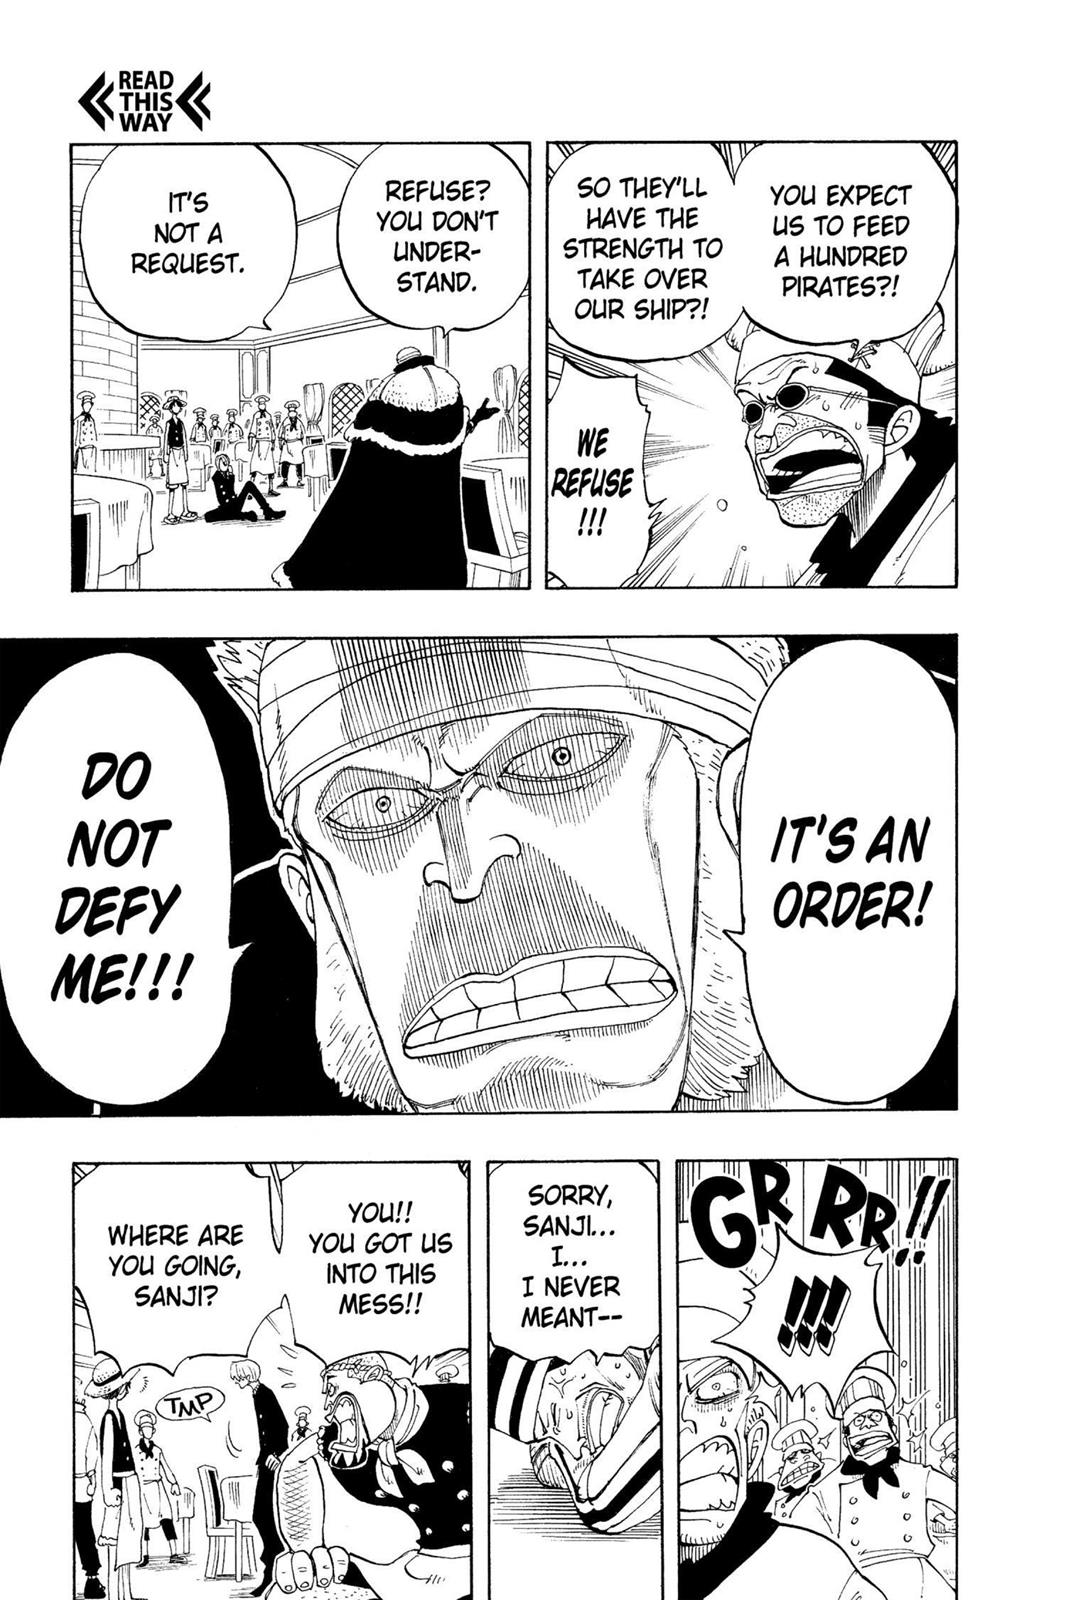 READ
THIS
WAY
YOU EXPECT
US TO FEED
A HUNDRED
PIRATES?!
SO THEY'LL
HAVE THE
STRENGTH TO
TAKE OVER
OUR SHIP?!
WE
REFUSE
!!!
REFUSE?
YOU DON'T
UNDER-
STAND.
IT'S
NOT A
REQUEST.
IT'S AN
ORDER!
DO
NOT
DEFY
ME!!!
GRRRR!!
!!!
SORRY,
SANJI...
I...
I NEVER
MEANT--
YOU!!
YOU GOT US
INTO THIS
MESS!!
WHERE ARE
YOU GOING,
SANJI?
TMP